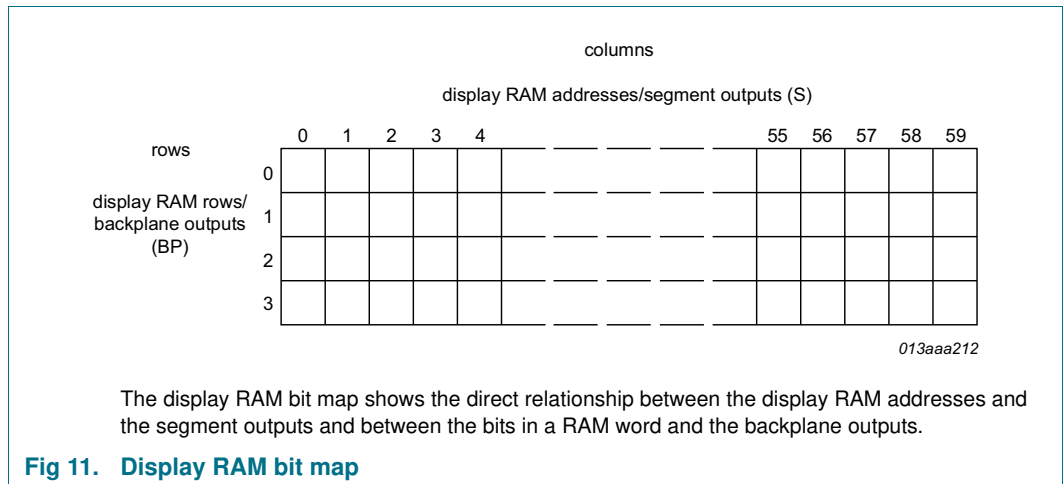 columns
display RAM addresses/segment outputs (S)
0 1 2 3 4 55 56 57 58 59
rows
0
display RAM rows/
backplane outputs
(BP)
1
2
3
013aaa212
The display RAM bit map shows the direct relationship between the display RAM addresses and
the segment outputs and between the bits in a RAM word and the backplane outputs.
Fig 11. Display RAM bit map